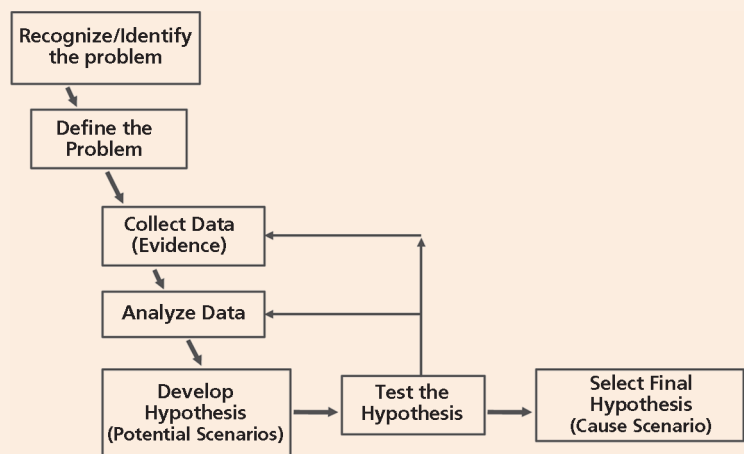 Recognize/Identify
the problem
Define the
Problem
Collect Data
(Evidence)
Analyze Data
Develop
Hypothesis
(Potential Scenarios)
Test the
Hypothesis
Select Final
Hypothesis
(Cause Scenario)